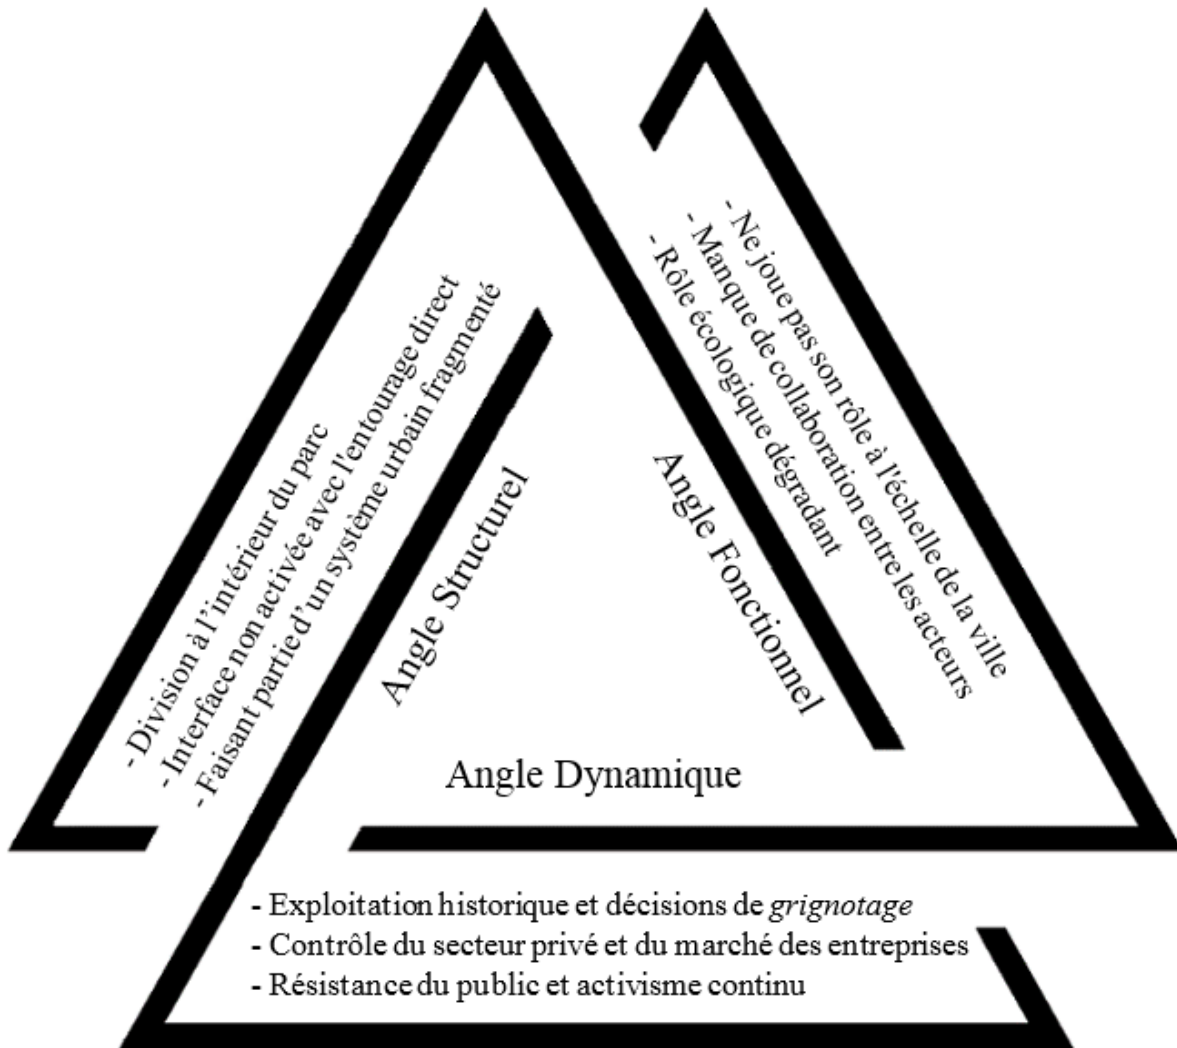 - Division à l’intérieur du parc
- Interface non activée avec l'entourage direct
- Faisant partie d’un système urbain fragmenté
Angle Structurel
- Ne joue pas son rôle à l'échelle de la ville
- Manque de collaboration entre les acteurs
- Rôle écologique dégradant
Angle Fonctionnel
Angle Dynamique
- Exploitation historique et décisions de grignotage
- Contrôle du secteur privé et du marché des entreprises
- Résistance du public et activisme continu